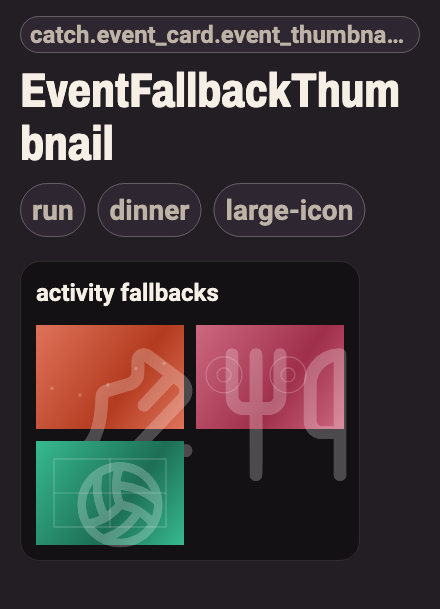 catch.event_card.event_thumbna...
EventFallbackThum
bnail
run dinner large-icon
activity fallbacks